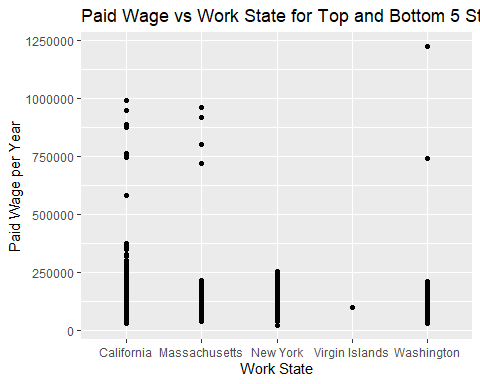 Paid Wage vs Work State for Top and Bottom 5 St
1250000
1000000
750000
500000
250000
0
Paid Wage per Year
California Massachusetts New York Virgin Islands Washington
Work State